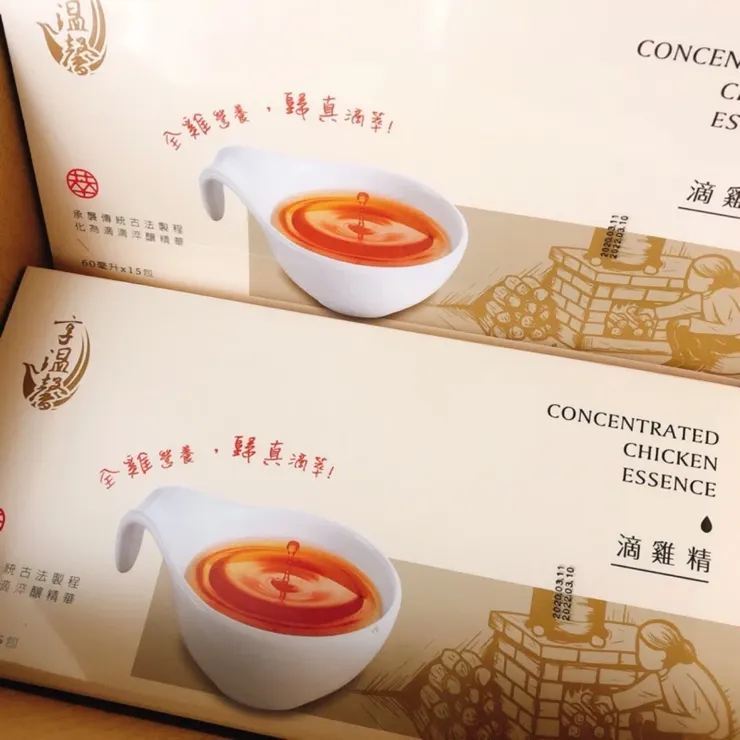 溫馨
CONCEN
C
ES
全雞營養，歸真滴萃!
滴雞
承襲傳統古法製程
化為滴滴淬釀精華
60毫升x15包
2020.03.11
2022.03.10
享溫馨
CONCENTRATED
CHICKEN
ESSENCE
全雞營養，歸真滴萃!
滴雞精
統古法製程
滴淬釀精華
包
2020.03.11
2022.03.10